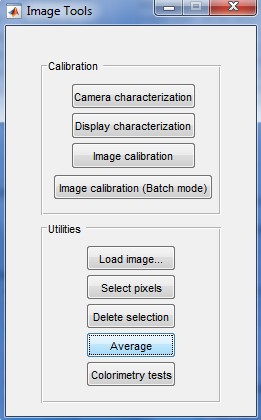 Image Tools
Calibration
Camera characterization
Display characterization
Image calibration
Image calibration (Batch mode)
Utilities
Load image...
Select pixels
Delete selection
Average
Colorimetry tests